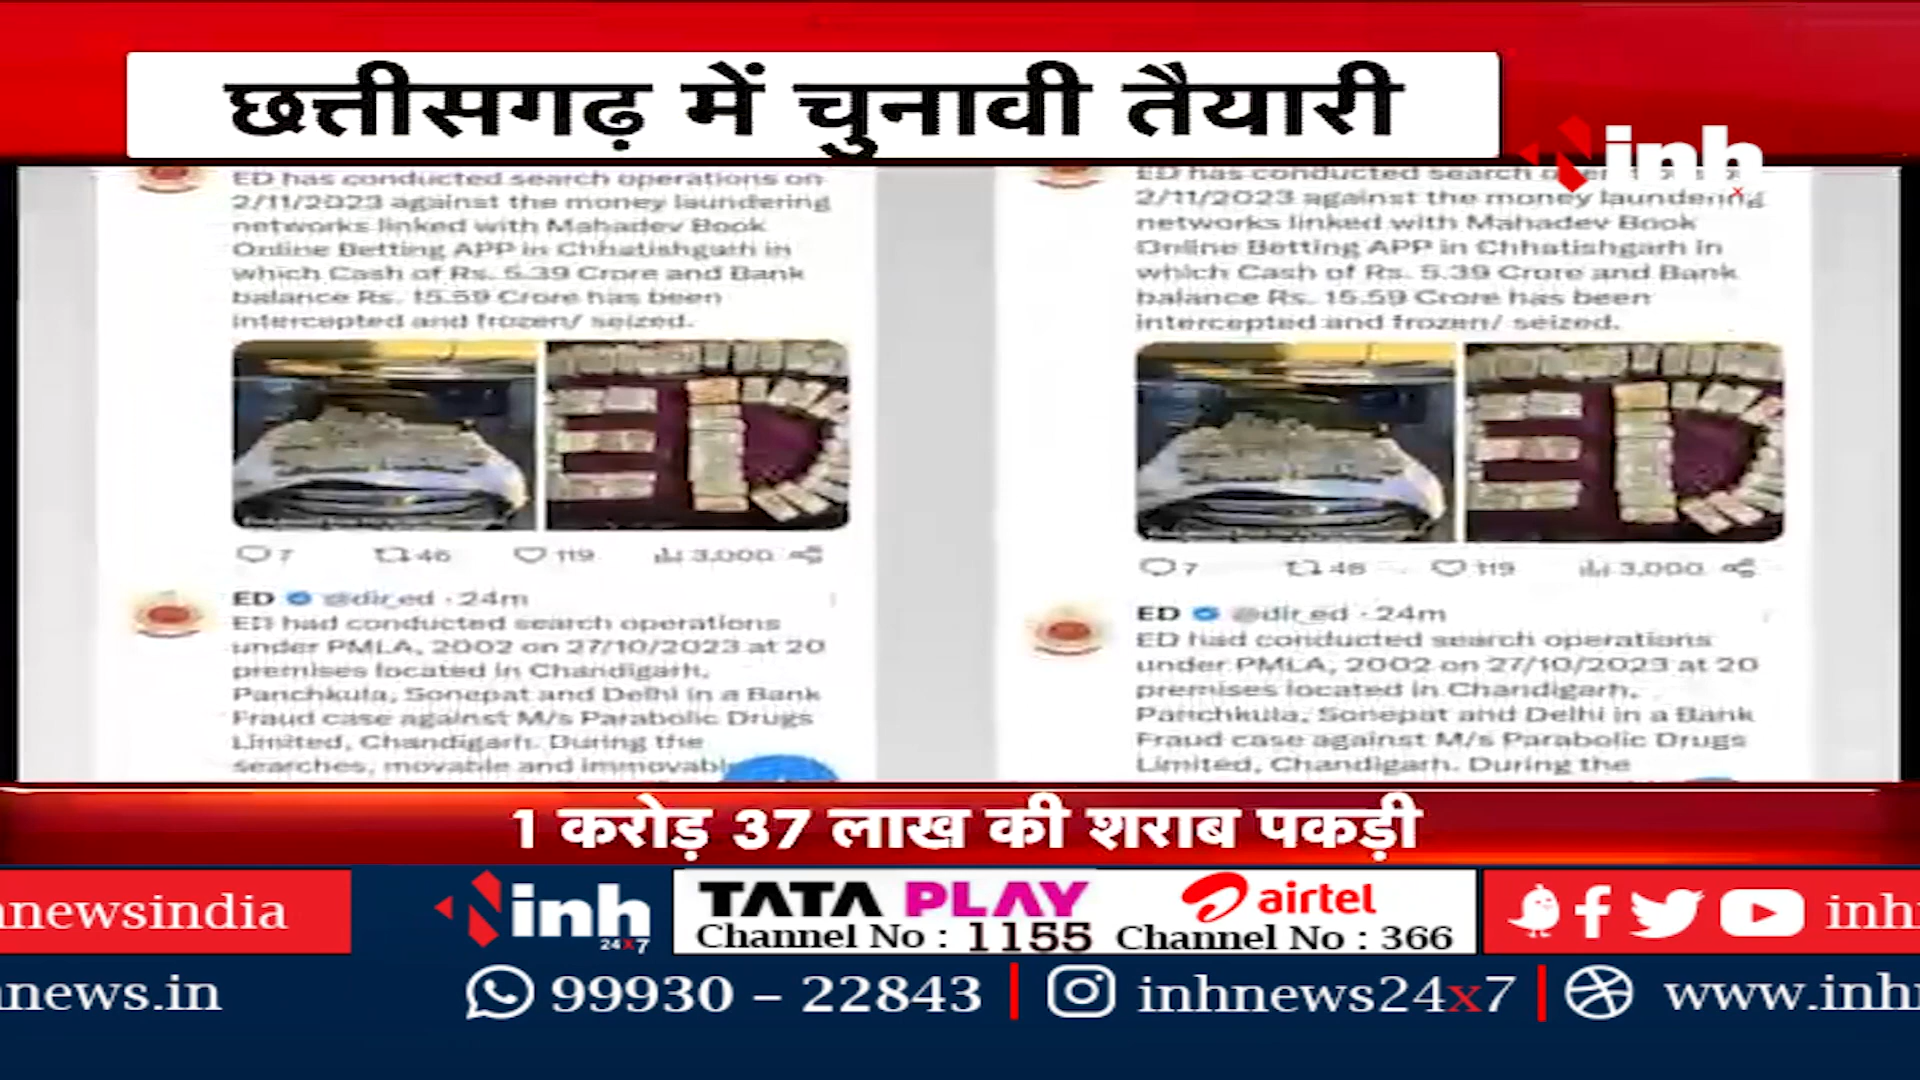 छत्तीसगढ़ में चुनावी तैयारी
inh
ED has conducted search operations on
2/11/2023 against the money laundering
networks linked with Mahadev Book
Online Betting APP in Chhatishgarh in
which Cash of Rs. 5.39 Crore and Bank
balance Rs. 15.59 Crore has been
intercepted and frozen/ seized.
7 46 119 3,000
ED @dir_ed · 24m
ED had conducted search operations
under PMLA, 2002 on 27/10/2023 at 20
premises located in Chandigarh,
Panchkula, Sonepat and Delhi in a Bank
Fraud case against M/s Parabolic Drugs
Limited, Chandigarh. During the
searches, movable and immovabl
ED has conducted search
2/11/2023 against the money laundering
networks linked with Mahadev Book
Online Betting APP in Chhatishgarh in
which Cash of Rs. 5.39 Crore and Bank
balance Rs. 15.59 Crore has been
intercepted and frozen/ seized.
7 46 119 3,000
ED @dir_ed · 24m
ED had conducted search operations
under PMLA, 2002 on 27/10/2023 at 20
premises located in Chandigarh,
Panchkula, Sonepat and Delhi in a Bank
Fraud case against M/s Parabolic Drugs
Limited, Chandigarh. During the
1 करोड़ 37 लाख की शराब पकड़ी
nnewsindia inh 24x7 TATA PLAY airtel inh
Channel No : 1155 Channel No : 366
nnews.in 99930 – 22843 | inhnews24x7 | www.inh